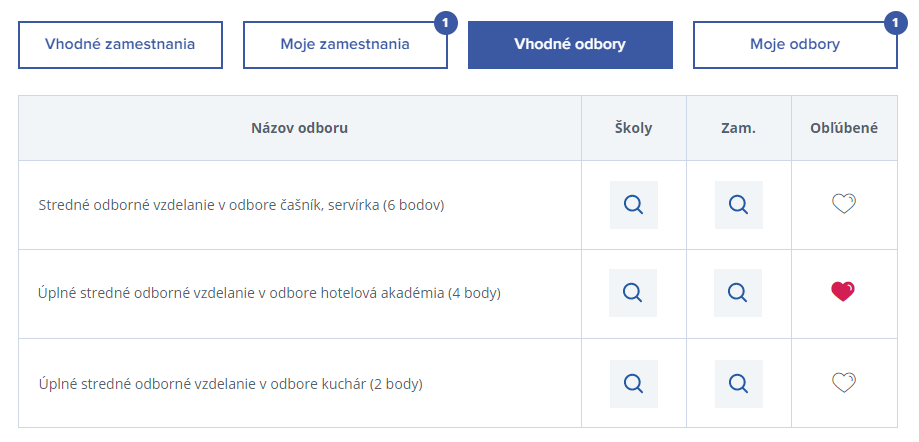 Vhodné zamestnania
Moje zamestnania
1
Vhodné odbory
Moje odbory
1
Názov odboru
Školy
Zam.
Obľúbené
Stredné odborné vzdelanie v odbore čašník, servírka (6 bodov)
Úplné stredné odborné vzdelanie v odbore hotelová akadémia (4 body)
Úplné stredné odborné vzdelanie v odbore kuchár (2 body)